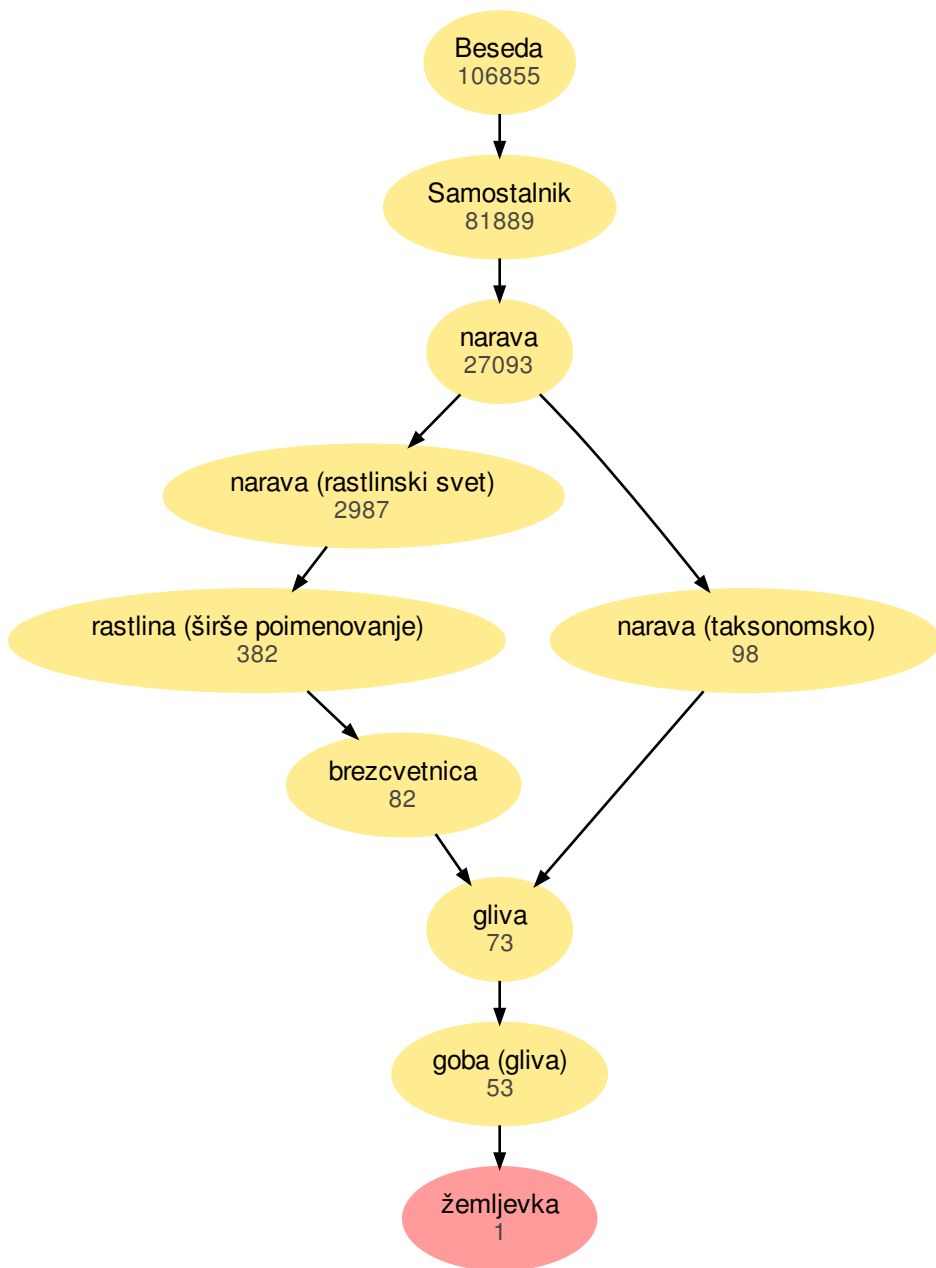 Beseda
106855
Samostalnik
81889
narava
27093
narava (rastlinski svet)
2987
rastlina (širše poimenovanje)
382
narava (taksonomsko)
98
brezcvetnica
82
gliva
73
goba (gliva)
53
žemljevka
1